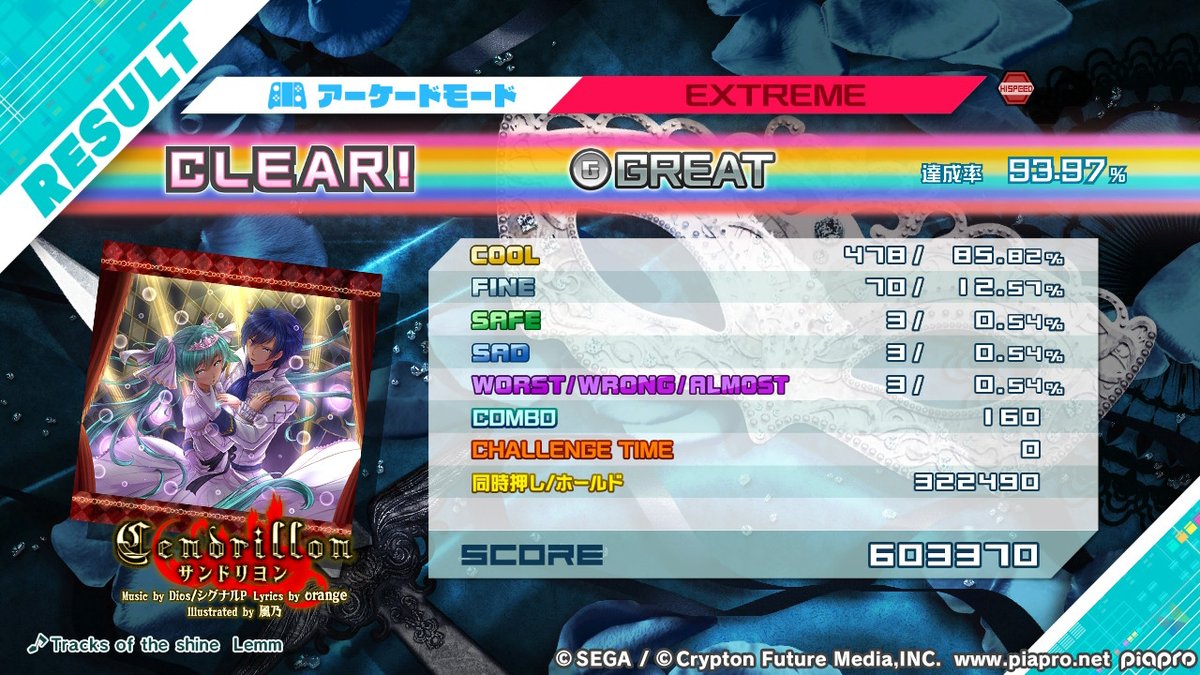 RESULT
アーケードモード EXTREME HISPEED
CLEAR! G GREAT 達成率 93.97%
COOL 478/ 85.82%
FINE 70/ 12.57%
SAFE 3/ 0.54%
SAD 3/ 0.54%
WORST/WRONG/ALMOST 3/ 0.54%
COMBO 160
CHALLENGE TIME 0
同時押し/ホールド 322490
SCORE 603370
Cendrillon
サンドリヨン
Music by Dios/シグナルP Lyrics by orange
Illustrated by 風乃
♪Tracks of the shine Lemm
© SEGA / © Crypton Future Media,INC. www.piapro.net piapro